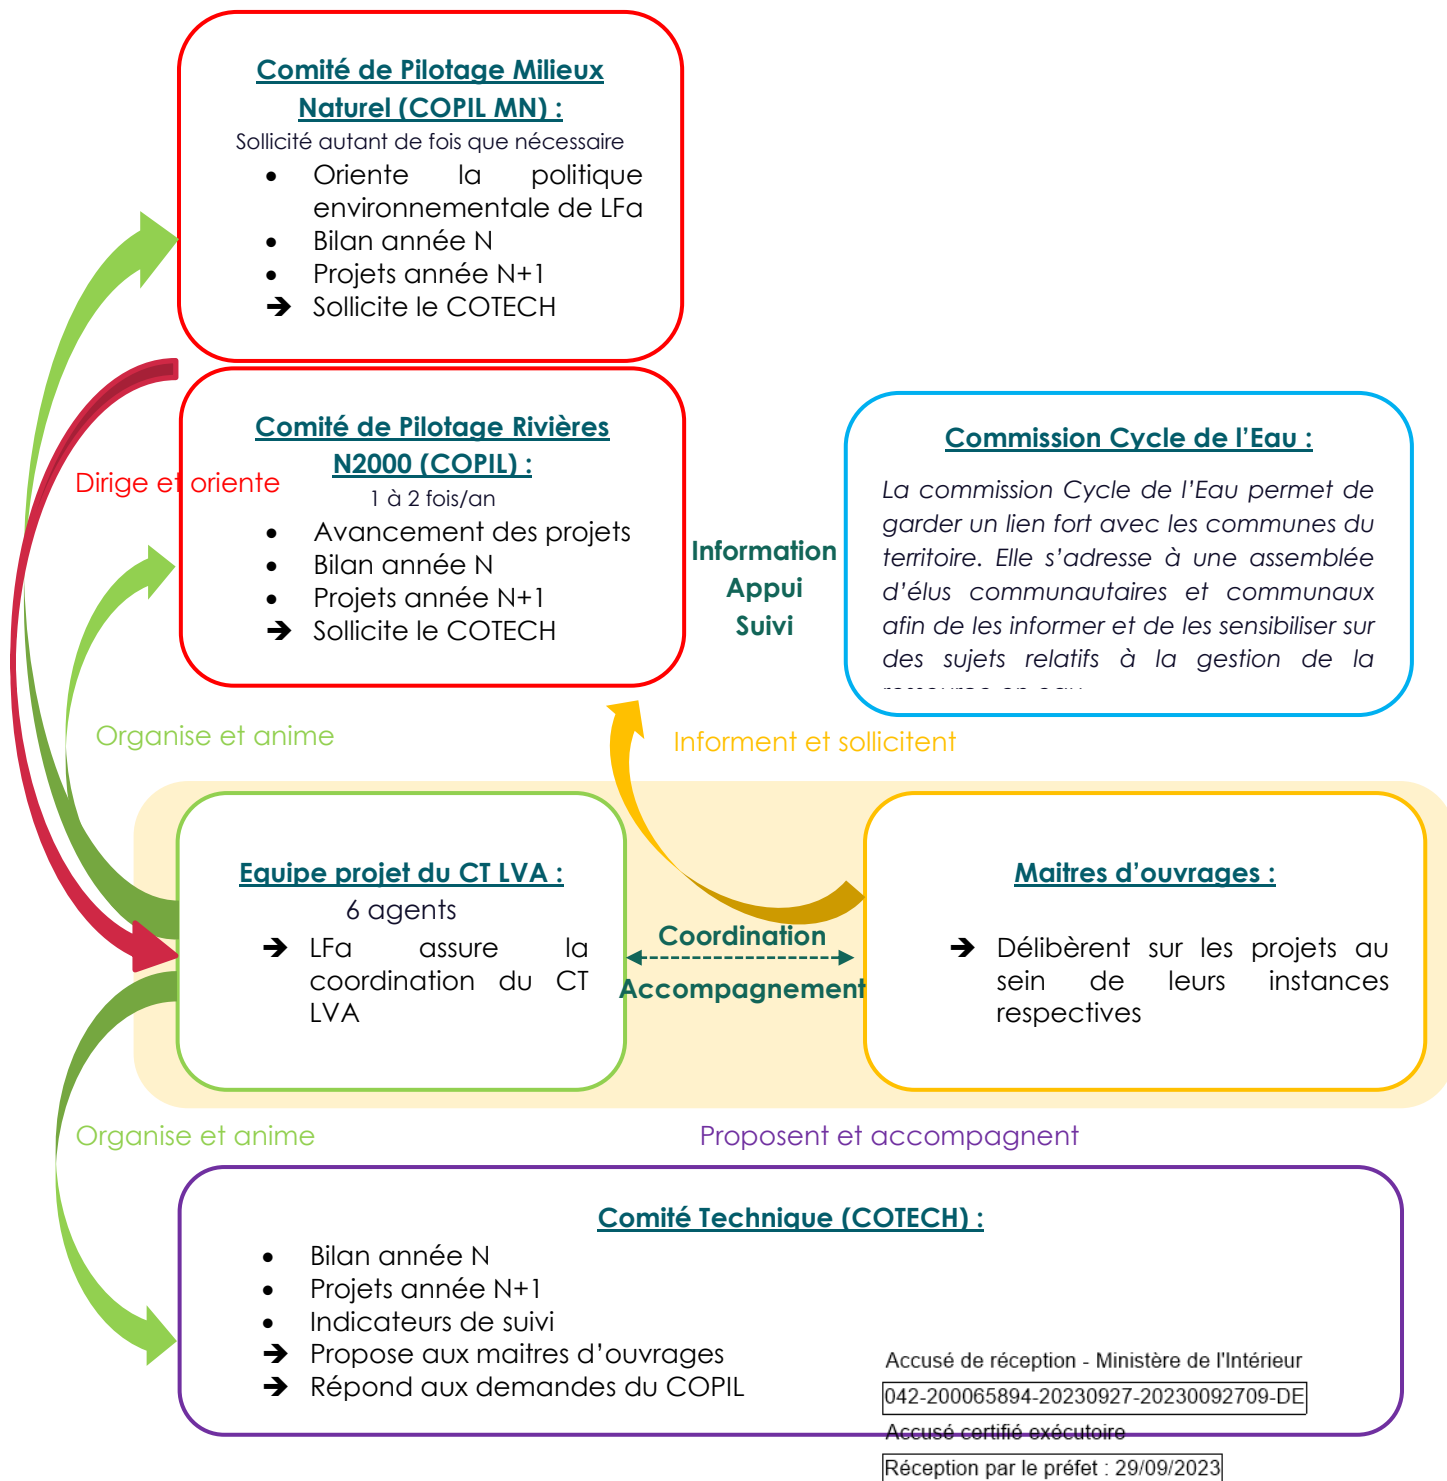 Comité de Pilotage Milieux
Naturel (COPIL MN) :
Sollicité autant de fois que nécessaire
• Oriente la politique
environnementale de LFa
• Bilan année N
• Projets année N+1
➔ Sollicite le COTECH
Comité de Pilotage Rivières
N2000 (COPIL) :
1 à 2 fois/an
• Avancement des projets
• Bilan année N
• Projets année N+1
➔ Sollicite le COTECH
Dirige et oriente
Information
Appui
Suivi
Commission Cycle de l’Eau :
La commission Cycle de l’Eau permet de
garder un lien fort avec les communes du
territoire. Elle s’adresse à une assemblée
d’élus communautaires et communaux
afin de les informer et de les sensibiliser sur
des sujets relatifs à la gestion de la
ressource en eau
Organise et anime
Informent et sollicitent
Equipe projet du CT LVA :
6 agents
➔ LFa assure la
coordination du CT
LVA
Coordination
Accompagnement
Maitres d’ouvrages :
➔ Délibèrent sur les projets au
sein de leurs instances
respectives
Organise et anime
Proposent et accompagnent
Comité Technique (COTECH) :
• Bilan année N
• Projets année N+1
• Indicateurs de suivi
➔ Propose aux maitres d’ouvrages
➔ Répond aux demandes du COPIL
Accusé de réception - Ministère de l'Intérieur
042-200065894-20230927-20230092709-DE
Accusé certifié exécutoire
Réception par le préfet : 29/09/2023